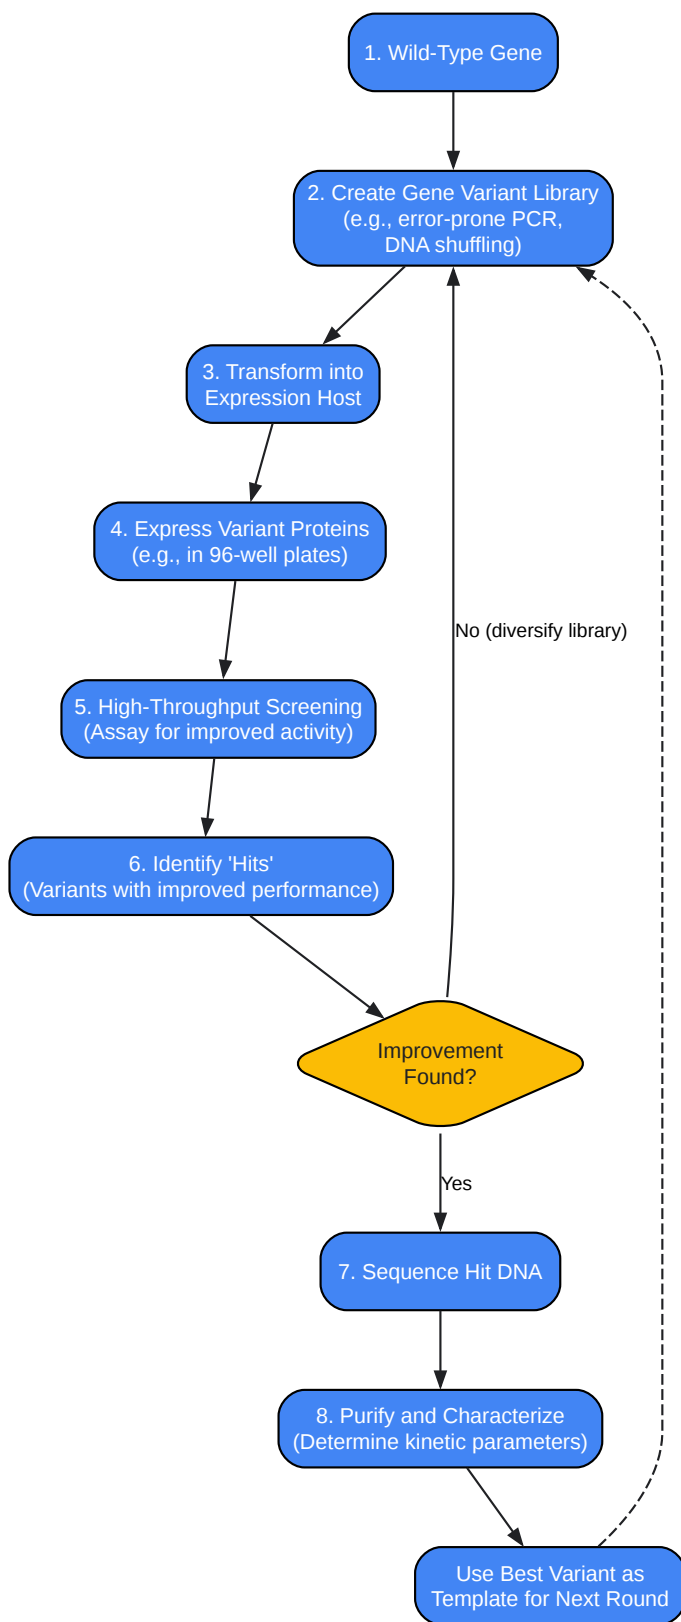 1. Wild-Type Gene
2. Create Gene Variant Library
(e.g., error-prone PCR,
DNA shuffling)
3. Transform into
Expression Host
4. Express Variant Proteins
(e.g., in 96-well plates)
No (diversify library)
5. High-Throughput Screening
(Assay for improved activity)
6. Identify 'Hits'
(Variants with improved performance)
Improvement
Found?
Yes
7. Sequence Hit DNA
8. Purify and Characterize
(Determine kinetic parameters)
Use Best Variant as
Template for Next Round